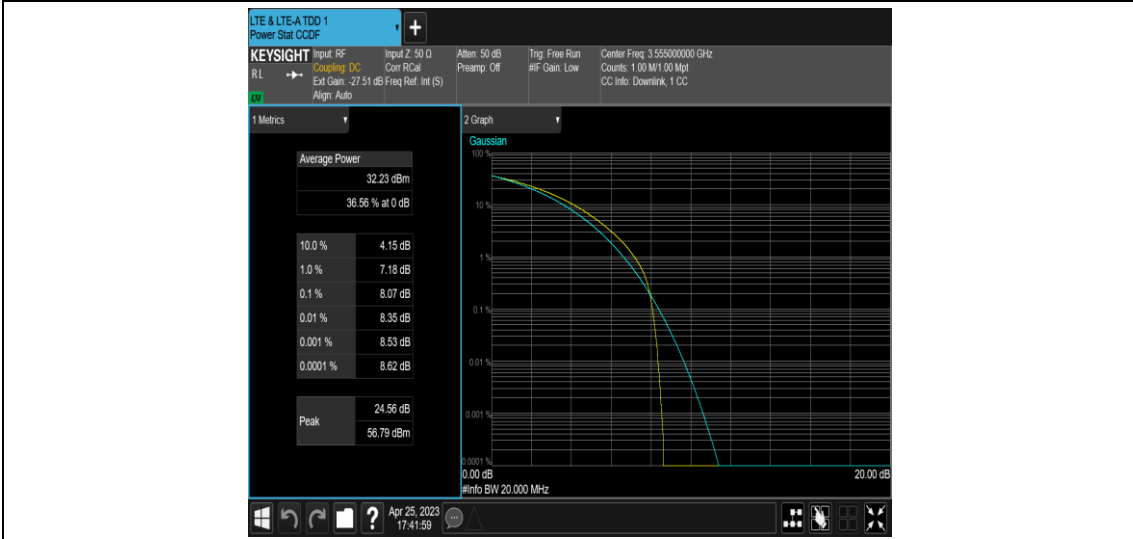 LTE & LTE-A TDD 1
Power Stat CCDF
KEYSIGHT
RL
LXI
Input: RF
Coupling: DC
Ext Gain: -27.51 dB
Align: Auto
Input Z: 50 Ω
Corr RCal
Freq Ref: Int (S)
Atten: 50 dB
Preamp: Off
Trig: Free Run
#IF Gain: Low
Center Freq: 3.555000000 GHz
Counts: 1.00 M/1.00 Mpt
CC Info: Downlink, 1 CC
1 Metrics
Average Power
32.23 dBm
36.56 % at 0 dB
10.0 % 4.15 dB
1.0 % 7.18 dB
0.1 % 8.07 dB
0.01 % 8.35 dB
0.001 % 8.53 dB
0.0001 % 8.62 dB
Peak
24.56 dB
56.79 dBm
2 Graph
Gaussian
100 %
10 %
1 %
0.1 %
0.01 %
0.001 %
0.0001 %
0.00 dB 20.00 dB
#Info BW 20.000 MHz
?
Apr 25, 2023
17:41:59